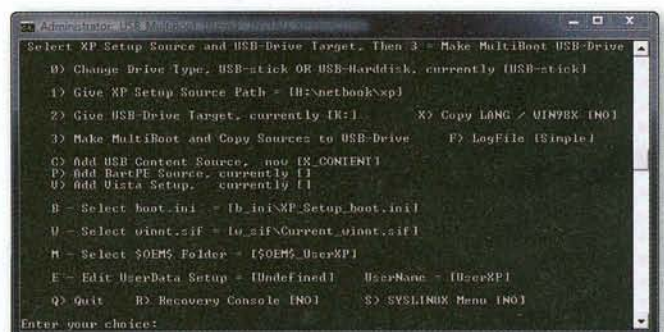 Administrator: USB_MultiBoot
Select XP Setup Source and USB-Drive Target, Then 3 = Make MultiBoot USB-Drive
0) Change Drive Type, USB-stick OR USB-Harddisk, currently [USB-stick]
1) Give XP Setup Source Path = [H:\netbook\xp]
2) Give USB-Drive Target, currently [K:] X) Copy LANG / WIN98X [NO]
3) Make MultiBoot and Copy Sources to USB-Drive F) LogFile [Simple]
C) Add USB Content Source, now [X_CONTENT]
P) Add BartPE Source, currently []
V) Add Vista Setup, currently []
B - Select boot.ini = [b_ini\XP_Setup_boot.ini]
W - Select winnt.sif = [w_sif\Current_winnt.sif]
M - Select $OEM$ Folder = [$OEM$_UserXP]
E - Edit UserData Setup = [Undefined] UserName = [UserXP]
Q) Quit R) Recovery Console [NO] S) SYSLINUX Menu [NO]
Enter your choice: